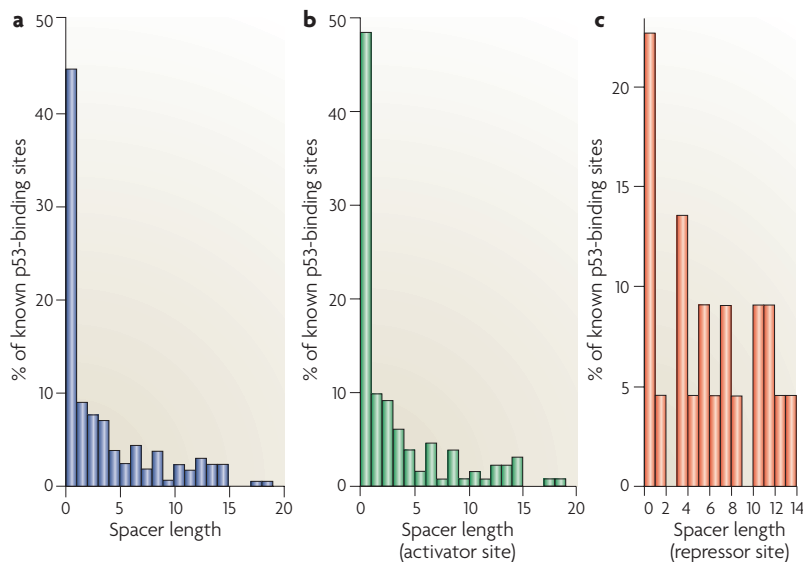 a
50
40
30
20
10
0
% of known p53-binding sites
0 5 10 15 20
Spacer length
b
50
40
30
20
10
0
% of known p53-binding sites
0 5 10 15 20
Spacer length
(activator site)
c
20
15
10
5
0
% of known p53-binding sites
0 2 4 6 8 10 12 14
Spacer length
(repressor site)